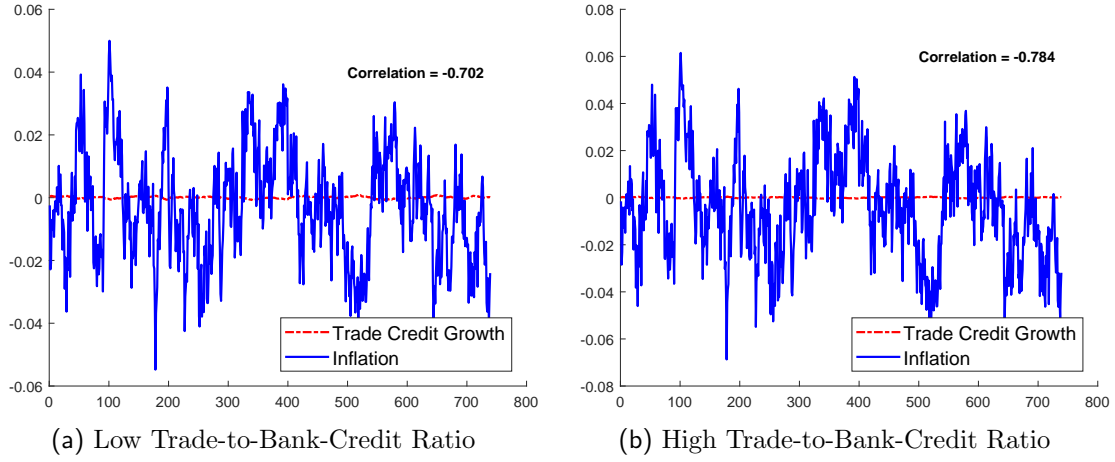 0.06
0.04
0.02
0
-0.02
-0.04
-0.06
0 100 200 300 400 500 600 700 800
Correlation = -0.702
Trade Credit Growth
Inflation
(a) Low Trade-to-Bank-Credit Ratio
0.08
0.06
0.04
0.02
0
-0.02
-0.04
-0.06
-0.08
0 100 200 300 400 500 600 700 800
Correlation = -0.784
Trade Credit Growth
Inflation
(b) High Trade-to-Bank-Credit Ratio